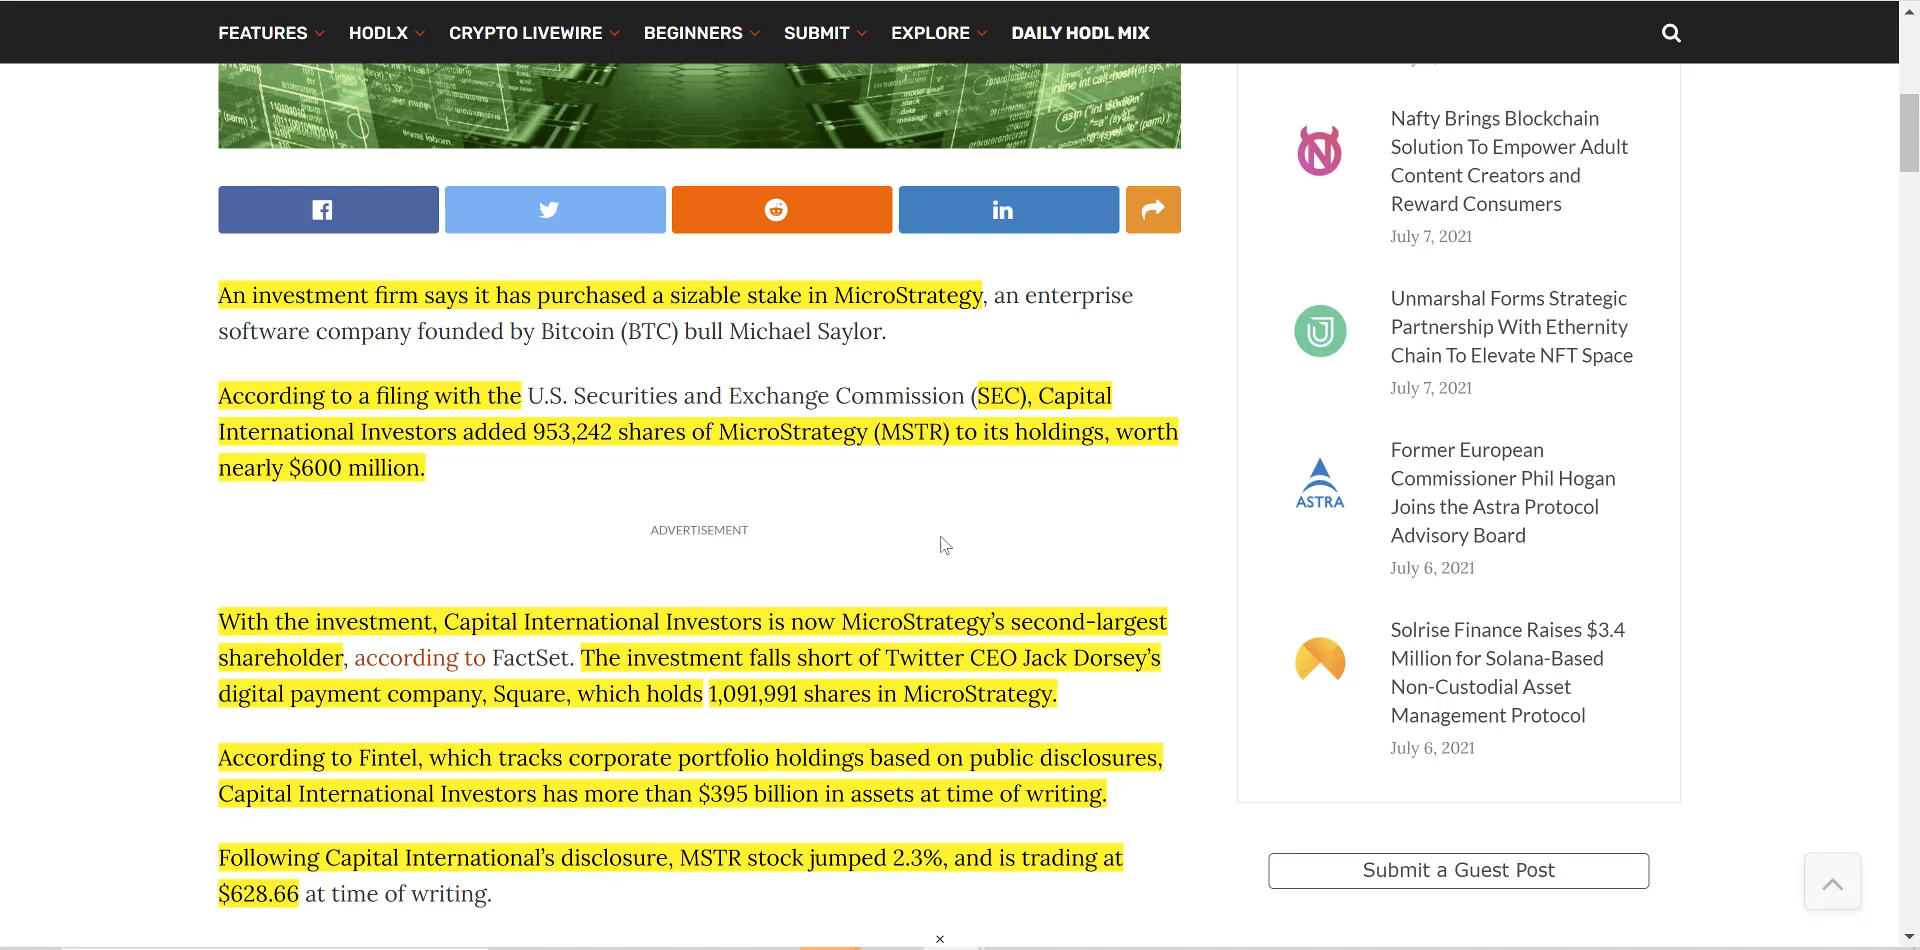 FEATURES HODLX CRYPTO LIVEWIRE BEGINNERS SUBMIT EXPLORE DAILY HODL MIX
An investment firm says it has purchased a sizable stake in MicroStrategy, an enterprise
software company founded by Bitcoin (BTC) bull Michael Saylor.
According to a filing with the U.S. Securities and Exchange Commission (SEC), Capital
International Investors added 953,242 shares of MicroStrategy (MSTR) to its holdings, worth
nearly $600 million.
ADVERTISEMENT
With the investment, Capital International Investors is now MicroStrategy’s second-largest
shareholder, according to FactSet. The investment falls short of Twitter CEO Jack Dorsey’s
digital payment company, Square, which holds 1,091,991 shares in MicroStrategy.
According to Fintel, which tracks corporate portfolio holdings based on public disclosures,
Capital International Investors has more than $395 billion in assets at time of writing.
Following Capital International’s disclosure, MSTR stock jumped 2.3%, and is trading at
$628.66 at time of writing.
Nafty Brings Blockchain
Solution To Empower Adult
Content Creators and
Reward Consumers
July 7, 2021
Unmarshal Forms Strategic
Partnership With Ethernity
Chain To Elevate NFT Space
July 7, 2021
ASTRA
Former European
Commissioner Phil Hogan
Joins the Astra Protocol
Advisory Board
July 6, 2021
Solrise Finance Raises $3.4
Million for Solana-Based
Non-Custodial Asset
Management Protocol
July 6, 2021
Submit a Guest Post